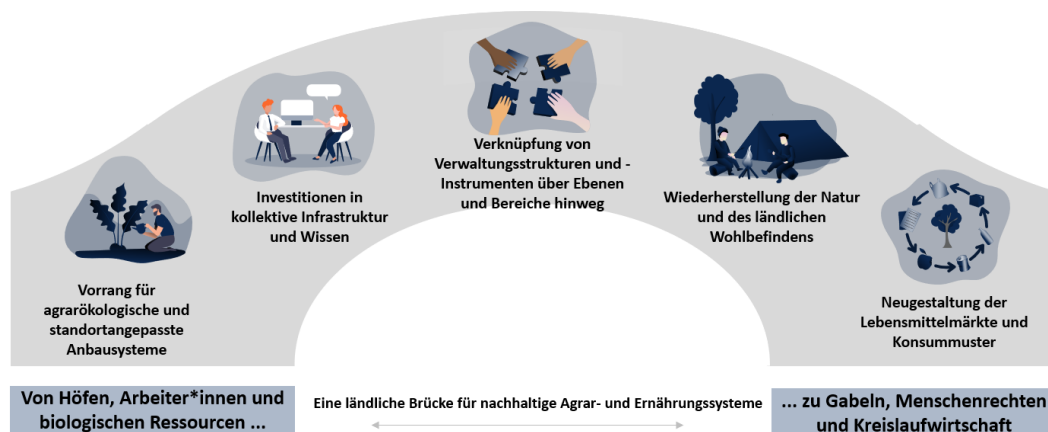 Vorrang für
agrarökologische und
standortangepasste
Anbausysteme
Investitionen in
kollektive Infrastruktur
und Wissen
Verknüpfung von
Verwaltungsstrukturen und -
Instrumenten über Ebenen
und Bereiche hinweg
Wiederherstellung der Natur
und des ländlichen
Wohlbefindens
Neugestaltung der
Lebensmittelmärkte und
Konsummuster
Von Höfen, Arbeiter*innen und
biologischen Ressourcen ...
Eine ländliche Brücke für nachhaltige Agrar- und Ernährungssysteme
... zu Gabeln, Menschenrechten
und Kreislaufwirtschaft